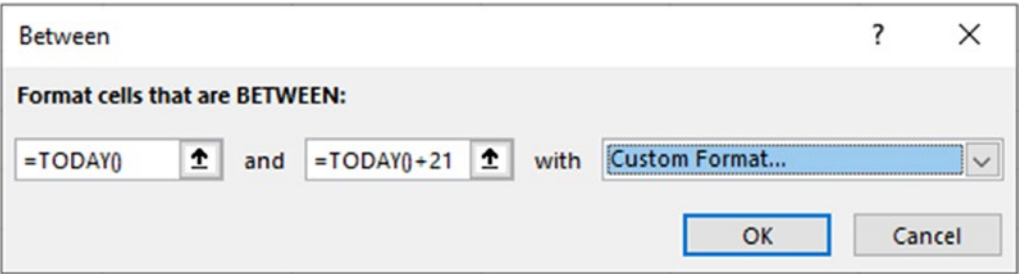 Between ?
Format cells that are BETWEEN:
=TODAY() and =TODAY()+21 with Custom Format...
OK Cancel